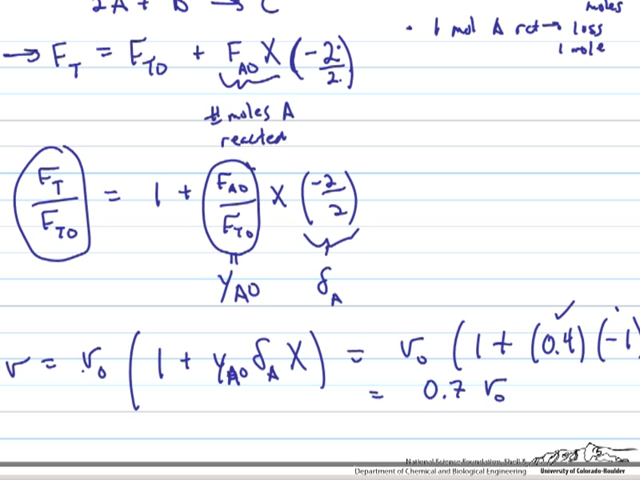 2A + B → C
moles
• 1 mol A rct → loss
1 mole
→ F_T = F_T0 + F_A0 X (-2/2)
# moles A
reacted
F_T/F_T0 = 1 + F_A0/F_T0 X (-2/2)
y_A0 δ_A
v = v_0 (1 + y_A0 δ_A X) = v_0 (1 + (0.4)(-1)
= 0.7 v_0
National Science Foundation, Shell
Department of Chemical and Biological Engineering University of Colorado-Boulder